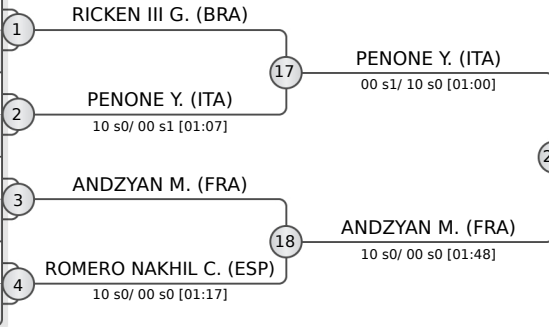 RICKEN III G. (BRA)
1
17
PENONE Y. (ITA)
00 s1/ 10 s0 [01:00]
PENONE Y. (ITA)
2
10 s0/ 00 s1 [01:07]
ANDZYAN M. (FRA)
3
18
ANDZYAN M. (FRA)
10 s0/ 00 s0 [01:48]
ROMERO NAKHIL C. (ESP)
4
10 s0/ 00 s0 [01:17]